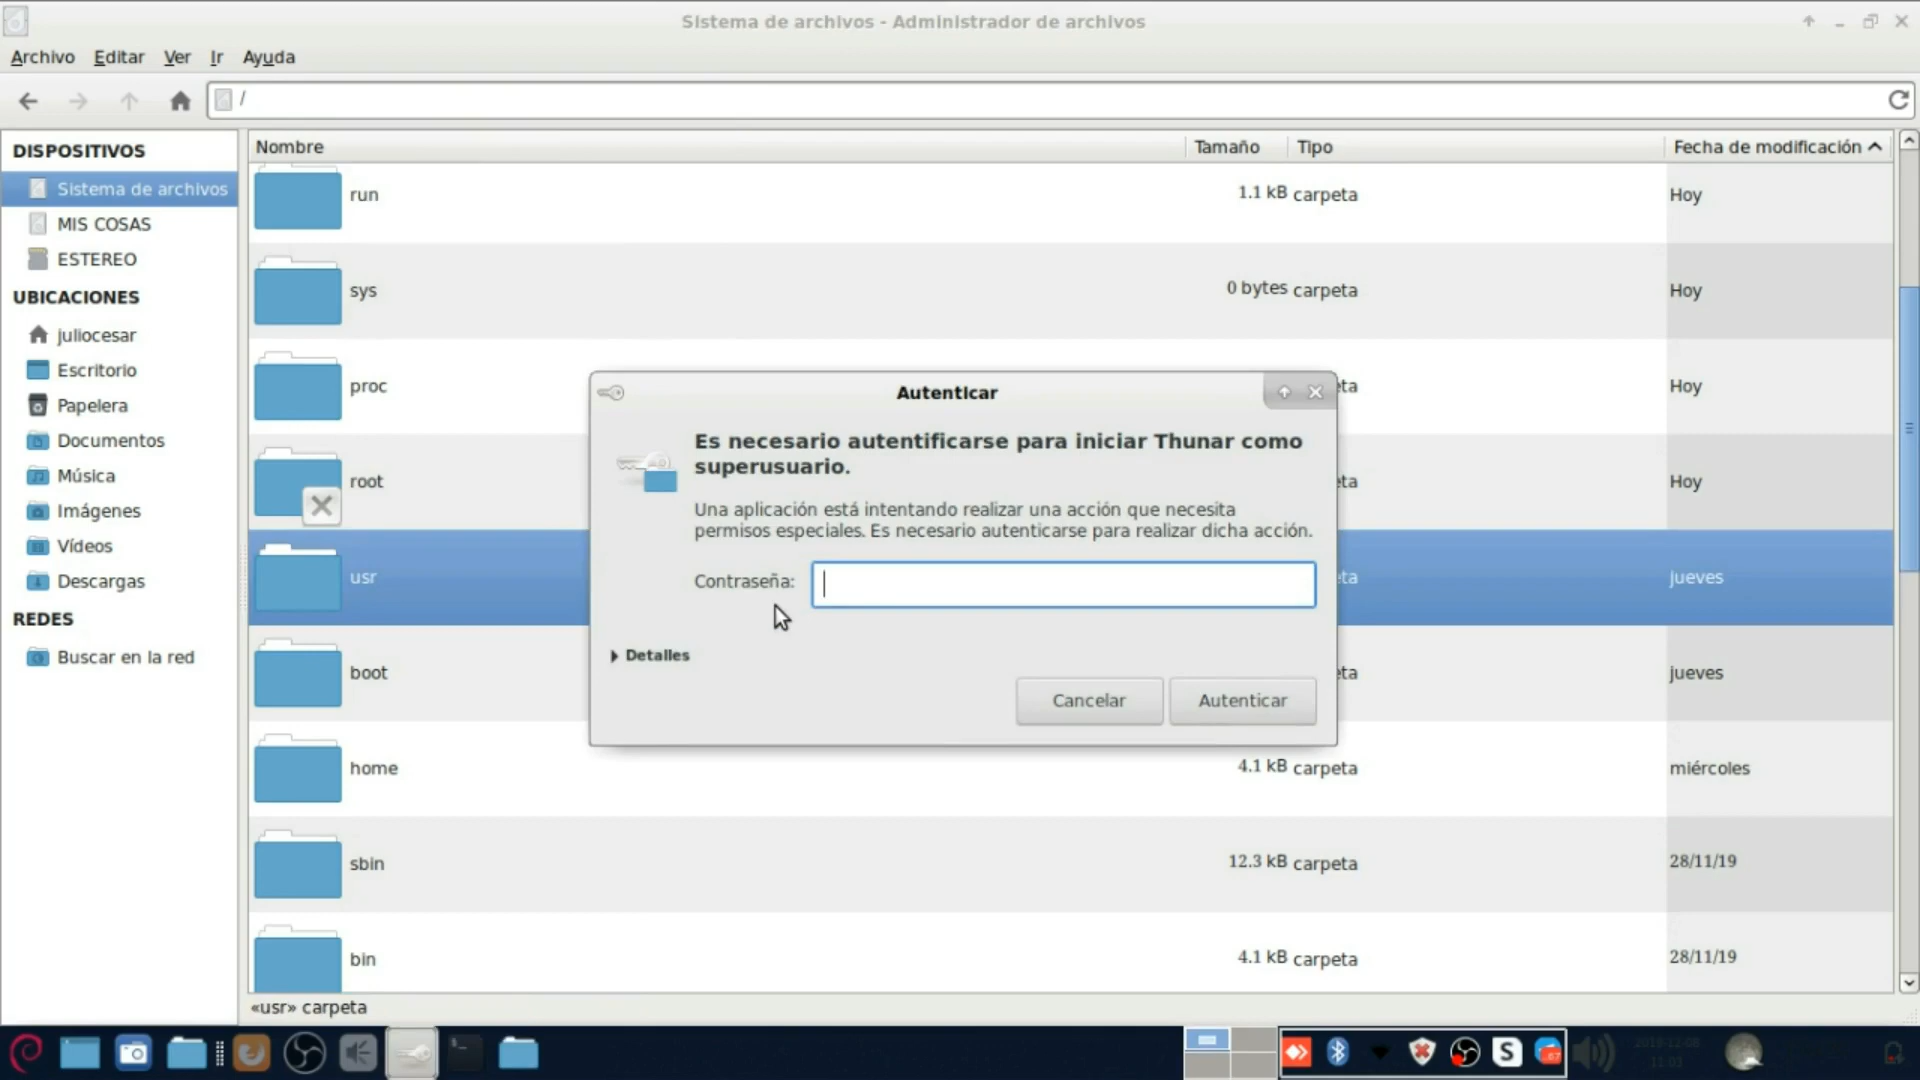 Sistema de archivos - Administrador de archivos
Archivo Editar Ver Ir Ayuda
/
DISPOSITIVOS
Sistema de archivos
MIS COSAS
ESTEREO
UBICACIONES
juliocesar
Escritorio
Papelera
Documentos
Música
Imágenes
Vídeos
Descargas
REDES
Buscar en la red
Nombre Tamaño Tipo Fecha de modificación
run 1.1 kB carpeta Hoy
sys 0 bytes carpeta Hoy
proc Hoy
root Hoy
usr jueves
boot jueves
home 4.1 kB carpeta miércoles
sbin 12.3 kB carpeta 28/11/19
bin 4.1 kB carpeta 28/11/19
«usr» carpeta
Autenticar
Es necesario autentificarse para iniciar Thunar como
superusuario.
Una aplicación está intentando realizar una acción que necesita
permisos especiales. Es necesario autenticarse para realizar dicha acción.
Contraseña:
Detalles
Cancelar Autenticar